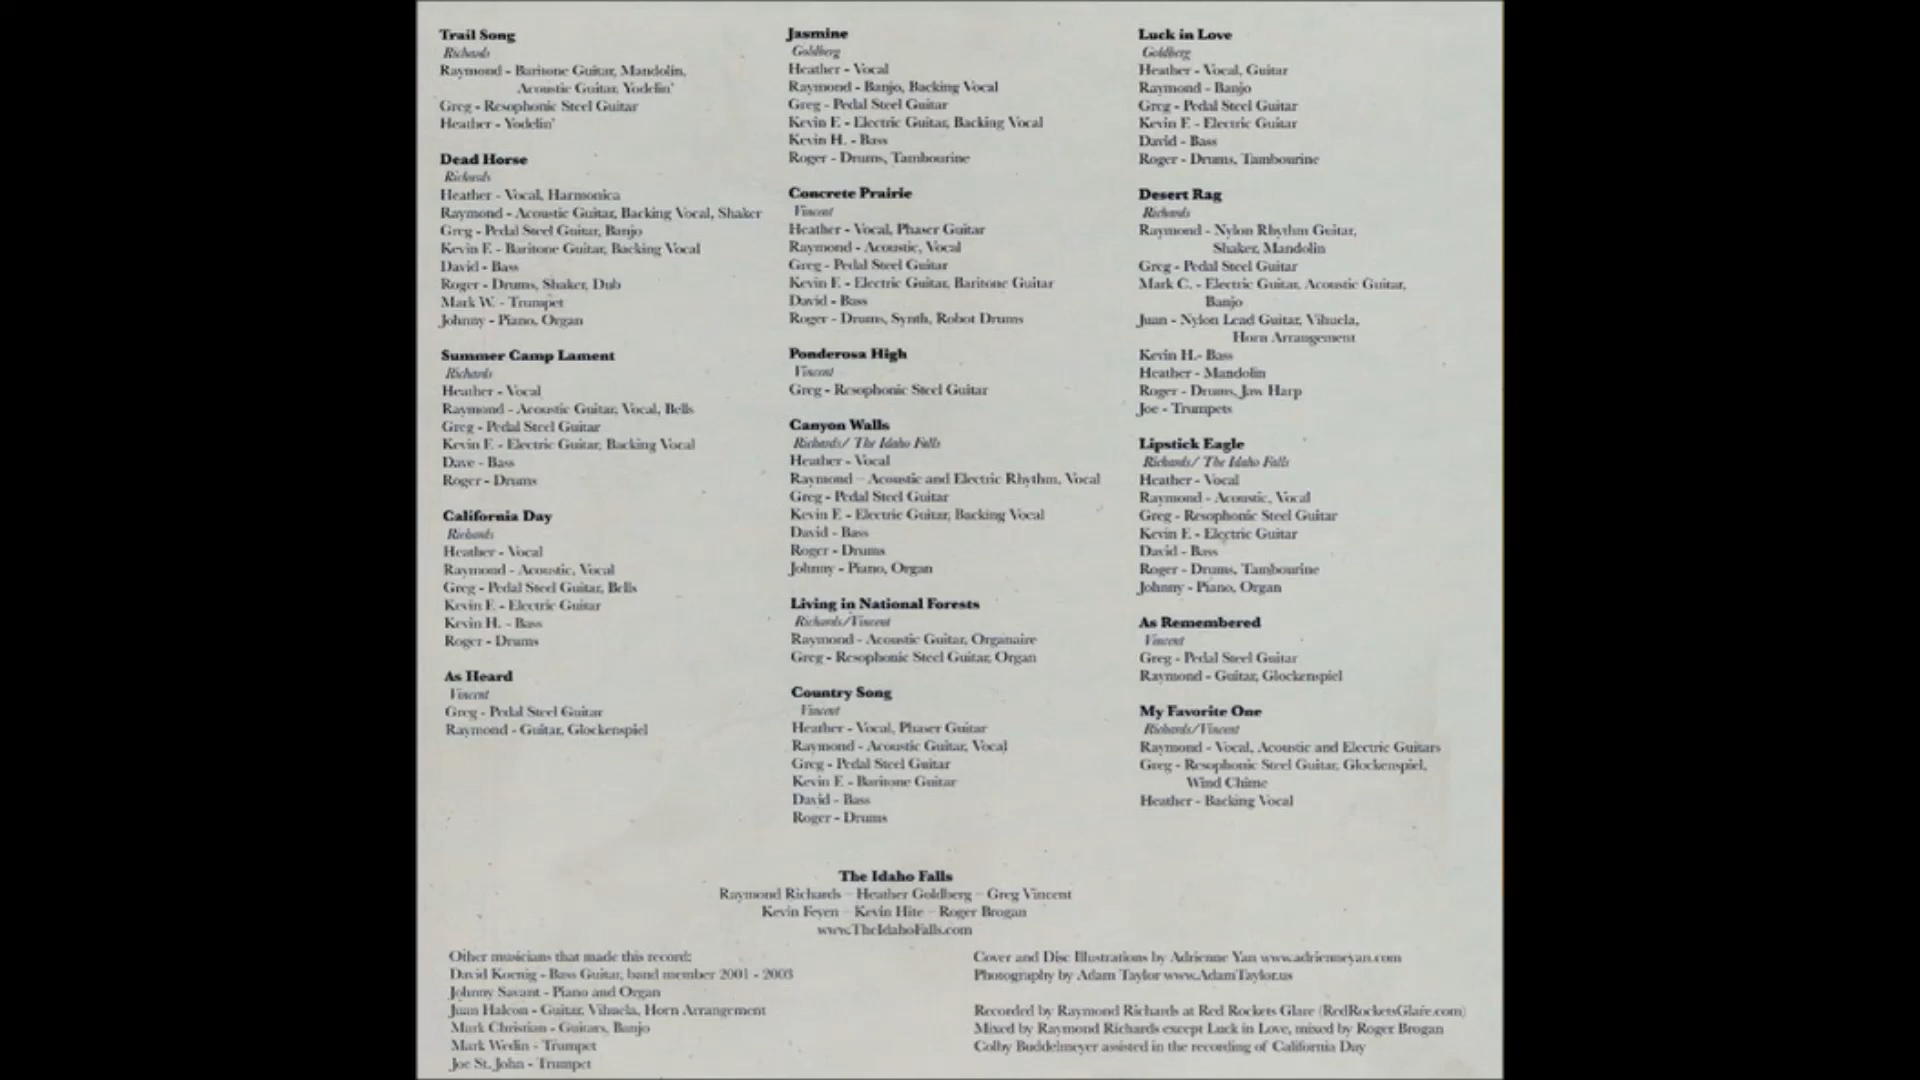 Trail Song
Richards
Raymond - Baritone Guitar, Mandolin,
Acoustic Guitar, Yodelin'
Greg - Resophonic Steel Guitar
Heather - Yodelin'
Dead Horse
Richards
Heather - Vocal, Harmonica
Raymond - Acoustic Guitar, Backing Vocal, Shaker
Greg - Pedal Steel Guitar, Banjo
Kevin F. - Baritone Guitar, Backing Vocal
David - Bass
Roger - Drums, Shaker, Dub
Mark W. - Trumpet
Johnny - Piano, Organ
Summer Camp Lament
Richards
Heather - Vocal
Raymond - Acoustic Guitar, Vocal, Bells
Greg - Pedal Steel Guitar
Kevin F. - Electric Guitar, Backing Vocal
Dave - Bass
Roger - Drums
California Day
Richards
Heather - Vocal
Raymond - Acoustic, Vocal
Greg - Pedal Steel Guitar, Bells
Kevin F. - Electric Guitar
Kevin H. - Bass
Roger - Drums
As Heard
Vincent
Greg - Pedal Steel Guitar
Raymond - Guitar, Glockenspiel
Jasmine
Goldberg
Heather - Vocal
Raymond - Banjo, Backing Vocal
Greg - Pedal Steel Guitar
Kevin F. - Electric Guitar, Backing Vocal
Kevin H. - Bass
Roger - Drums, Tambourine
Concrete Prairie
Vincent
Heather - Vocal, Phaser Guitar
Raymond - Acoustic, Vocal
Greg - Pedal Steel Guitar
Kevin F. - Electric Guitar, Baritone Guitar
David - Bass
Roger - Drums, Synth, Robot Drums
Ponderosa High
Vincent
Greg - Resophonic Steel Guitar
Canyon Walls
Richards/ The Idaho Falls
Heather - Vocal
Raymond - Acoustic and Electric Rhythm, Vocal
Greg - Pedal Steel Guitar
Kevin F. - Electric Guitar, Backing Vocal
David - Bass
Roger - Drums
Johnny - Piano, Organ
Living in National Forests
Richards/Vincent
Raymond - Acoustic Guitar, Organaire
Greg - Resophonic Steel Guitar, Organ
Country Song
Vincent
Heather - Vocal, Phaser Guitar
Raymond - Acoustic Guitar, Vocal
Greg - Pedal Steel Guitar
Kevin F. - Baritone Guitar
David - Bass
Roger - Drums
Luck in Love
Goldberg
Heather - Vocal, Guitar
Raymond - Banjo
Greg - Pedal Steel Guitar
Kevin F. - Electric Guitar
David - Bass
Roger - Drums, Tambourine
Desert Rag
Richards
Raymond - Nylon Rhythm Guitar,
Shaker, Mandolin
Greg - Pedal Steel Guitar
Mark C. - Electric Guitar, Acoustic Guitar,
Banjo
Juan - Nylon Lead Guitar, Vihuela,
Horn Arrangement
Kevin H.- Bass
Heather - Mandolin
Roger - Drums, Jaw Harp
Joe - Trumpets
Lipstick Eagle
Richards/ The Idaho Falls
Heather - Vocal
Raymond - Acoustic, Vocal
Greg - Resophonic Steel Guitar
Kevin F. - Electric Guitar
David - Bass
Roger - Drums, Tambourine
Johnny - Piano, Organ
As Remembered
Vincent
Greg - Pedal Steel Guitar
Raymond - Guitar, Glockenspiel
My Favorite One
Richards/Vincent
Raymond - Vocal, Acoustic and Electric Guitars
Greg - Resophonic Steel Guitar, Glockenspiel,
Wind Chime
Heather - Backing Vocal
The Idaho Falls
Raymond Richards - Heather Goldberg - Greg Vincent
Kevin Feyen - Kevin Hite - Roger Brogan
www.TheIdahoFalls.com
Other musicians that made this record:
David Koenig - Bass Guitar, band member 2001 - 2003
Johnny Savant - Piano and Organ
Juan Halcon - Guitar, Vihuela, Horn Arrangement
Mark Christian - Guitars, Banjo
Mark Wedin - Trumpet
Joe St. John - Trumpet
Cover and Disc Illustrations by Adrienne Yan www.adrienneyan.com
Photography by Adam Taylor www.AdamTaylor.us
Recorded by Raymond Richards at Red Rockets Glare (RedRocketsGlare.com)
Mixed by Raymond Richards except Luck in Love, mixed by Roger Brogan
Colby Buddelmeyer assisted in the recording of California Day